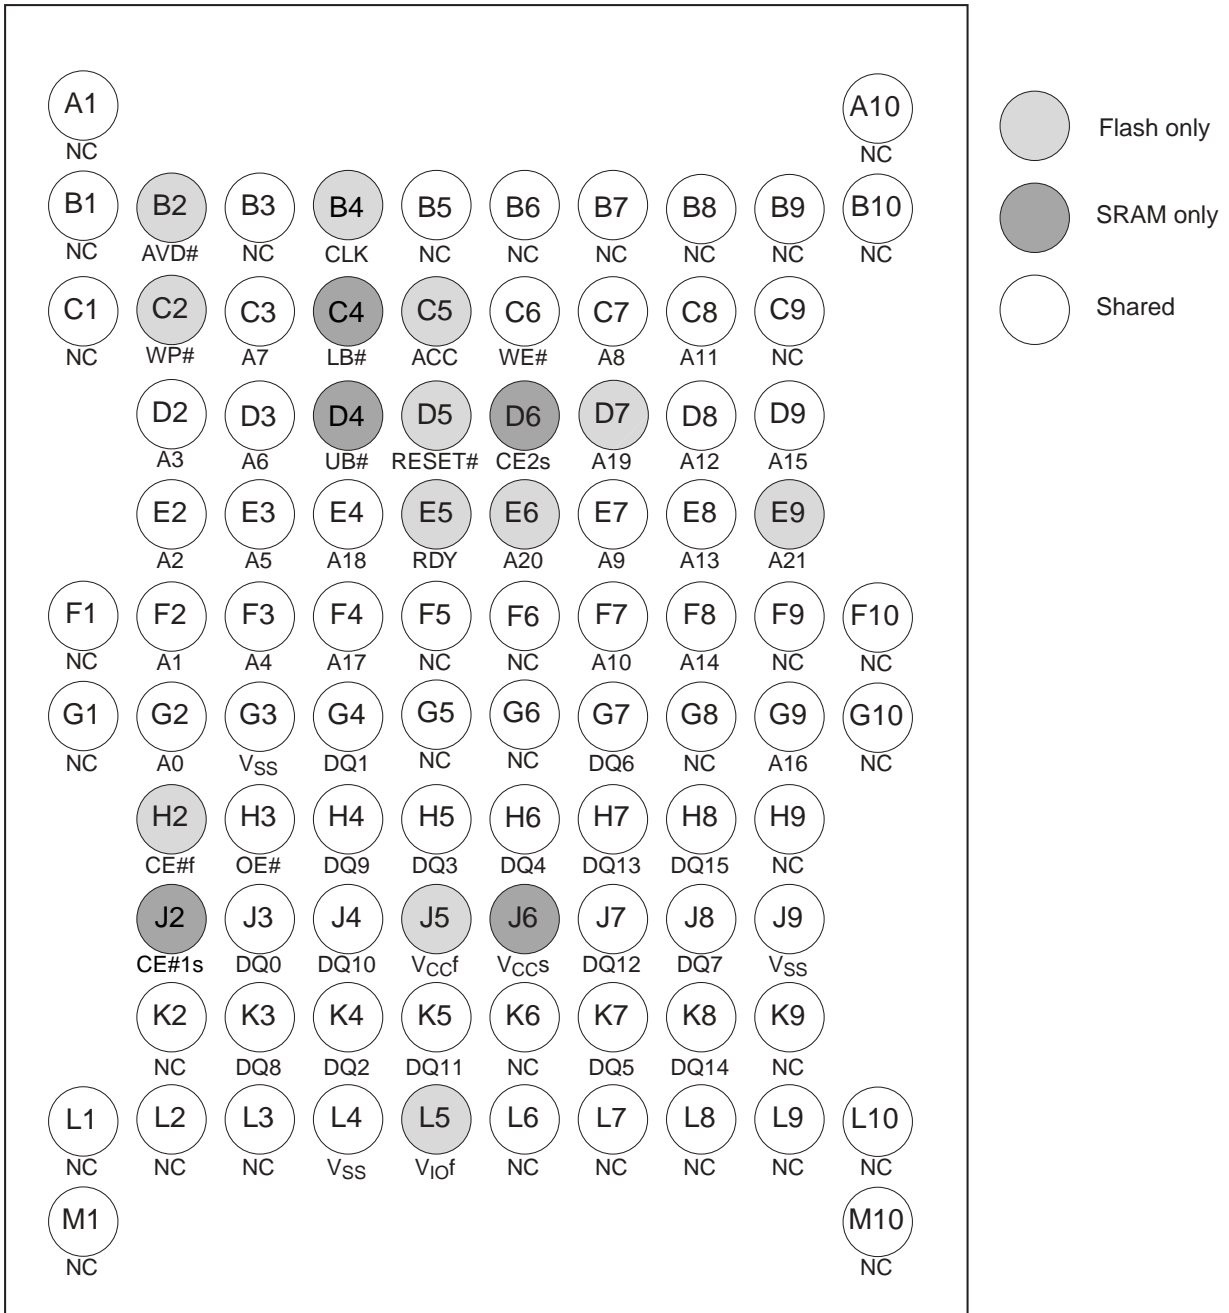 A1 A10
NC NC
Flash only
B1 B2 B3 B4 B5 B6 B7 B8 B9 B10
NC AVD# NC CLK NC NC NC NC NC NC
SRAM only
C1 C2 C3 C4 C5 C6 C7 C8 C9
NC WP# A7 LB# ACC WE# A8 A11 NC
Shared
D2 D3 D4 D5 D6 D7 D8 D9
A3 A6 UB# RESET# CE2s A19 A12 A15
E2 E3 E4 E5 E6 E7 E8 E9
A2 A5 A18 RDY A20 A9 A13 A21
F1 F2 F3 F4 F5 F6 F7 F8 F9 F10
NC A1 A4 A17 NC NC A10 A14 NC NC
G1 G2 G3 G4 G5 G6 G7 G8 G9 G10
NC A0 VSS DQ1 NC NC DQ6 NC A16 NC
H2 H3 H4 H5 H6 H7 H8 H9
CE#f OE# DQ9 DQ3 DQ4 DQ13 DQ15 NC
J2 J3 J4 J5 J6 J7 J8 J9
CE#1s DQ0 DQ10 VCCf VCCs DQ12 DQ7 VSS
K2 K3 K4 K5 K6 K7 K8 K9
NC DQ8 DQ2 DQ11 NC DQ5 DQ14 NC
L1 L2 L3 L4 L5 L6 L7 L8 L9 L10
NC NC NC VSS VIOf NC NC NC NC NC
M1 M10
NC NC